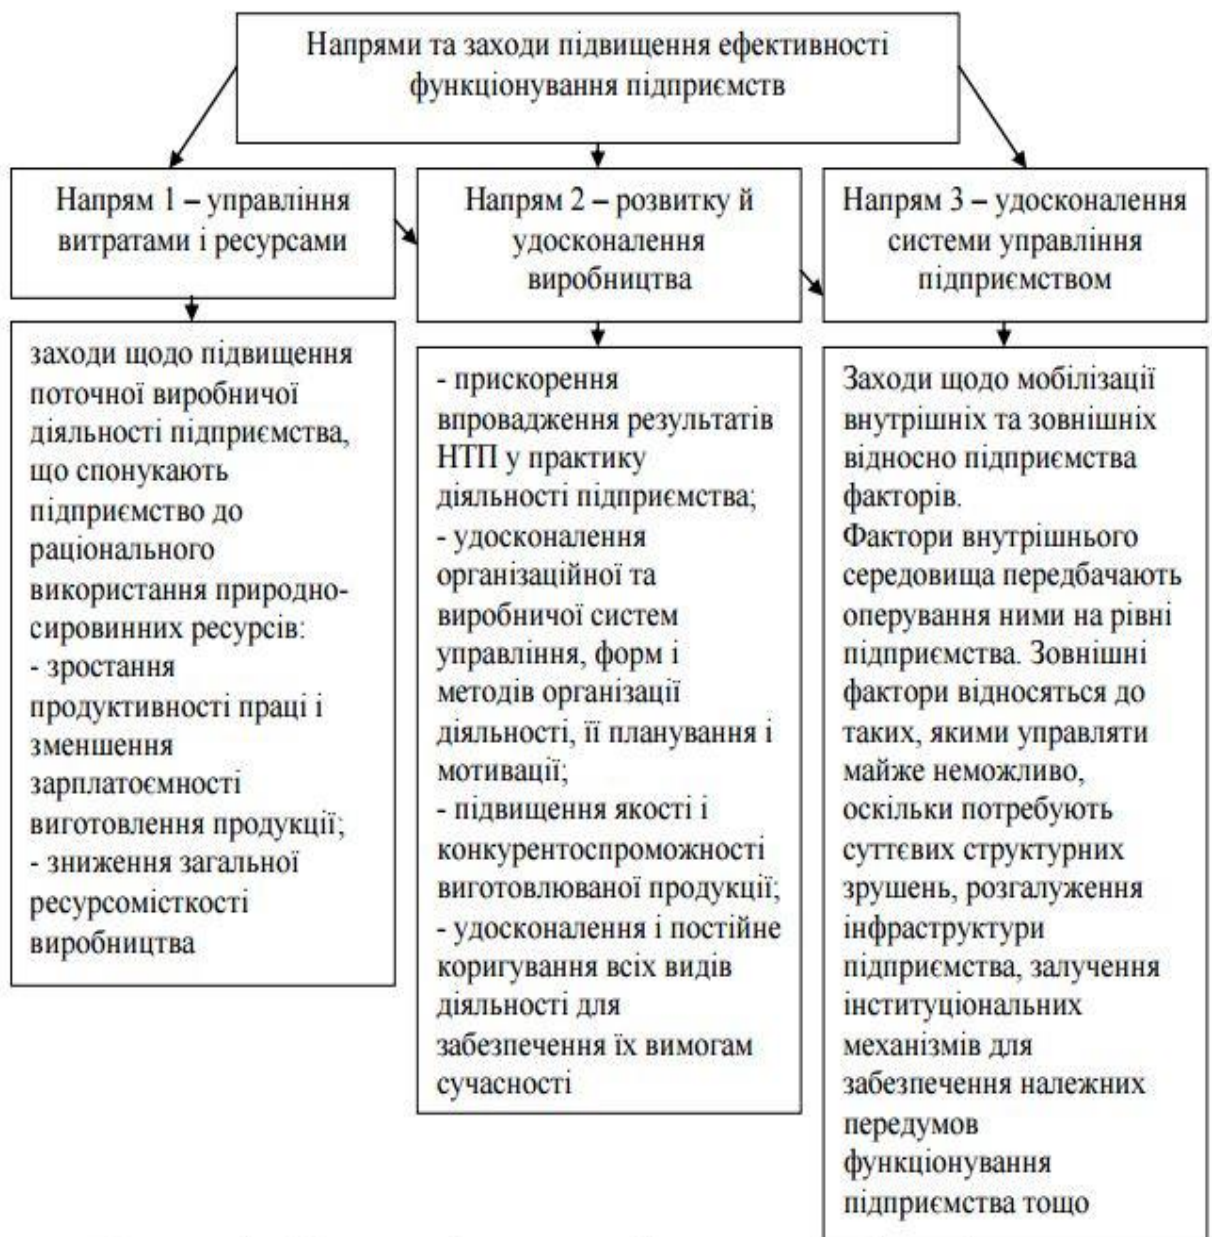 Напрями та заходи підвищення ефективності
функціонування підприємств
Напрям 1 – управління
витратами і ресурсами
Напрям 2 – розвитку й
удосконалення
виробництва
Напрям 3 – удосконалення
системи управління
підприємством
заходи щодо підвищення
поточної виробничої
діяльності підприємства,
що спонукають
підприємство до
раціонального
використання природно-
сировинних ресурсів:
- зростання
продуктивності праці і
зменшення
зарплатоємності
виготовлення продукції;
- зниження загальної
ресурсомісткості
виробництва
- прискорення
впровадження результатів
НТП у практику
діяльності підприємства;
- удосконалення
організаційної та
виробничої систем
управління, форм і
методів організації
діяльності, її планування і
мотивації;
- підвищення якості і
конкурентоспроможності
виготовлюваної продукції;
- удосконалення і постійне
коригування всіх видів
діяльності для
забезпечення їх вимогам
сучасності
Заходи щодо мобілізації
внутрішніх та зовнішніх
відносно підприємства
факторів.
Фактори внутрішнього
середовища передбачають
оперування ними на рівні
підприємства. Зовнішні
фактори відносяться до
таких, якими управляти
майже неможливо,
оскільки потребують
суттєвих структурних
зрушень, розгалуження
інфраструктури
підприємства, залучення
інституціональних
механізмів для
забезпечення належних
передумов
функціонування
підприємства тощо